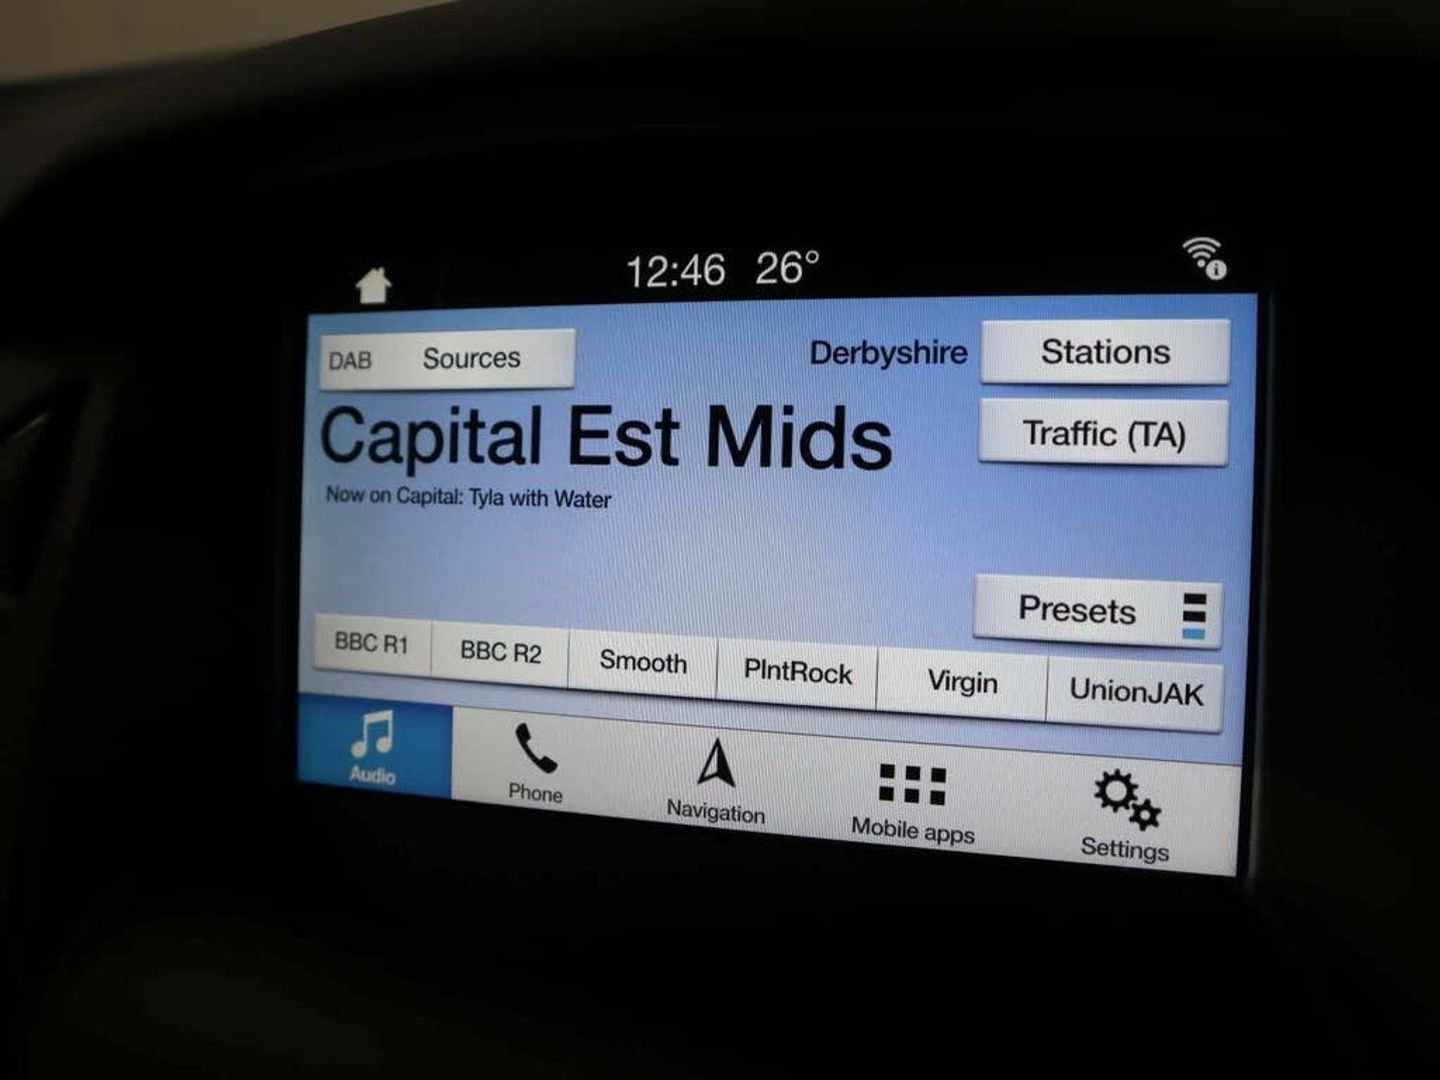 12:46 26°
DAB Sources
Derbyshire
Stations
Capital Est Mids
Traffic (TA)
Now on Capital: Tyla with Water
Presets
BBC R1
BBC R2
Smooth
PlntRock
Virgin
UnionJAK
Audio
Phone
Navigation
Mobile apps
Settings